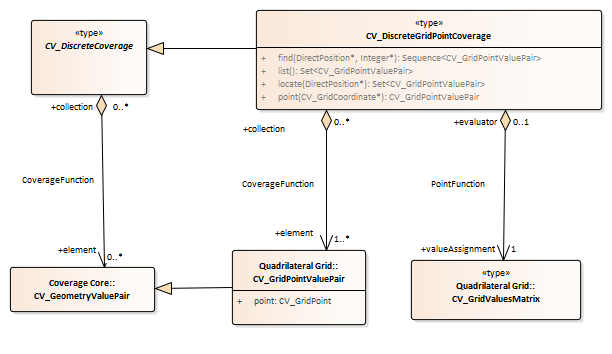 «type»
CV_DiscreteCoverage
«type»
CV_DiscreteGridPointCoverage
+ find(DirectPosition*, Integer*): Sequence<CV_GridPointValuePair>
+ list(): Set<CV_GridPointValuePair>
+ locate(DirectPosition*): Set<CV_GridPointValuePair>
+ point(CV_GridCoordinate*): CV_GridPointValuePair
+collection 0..*
+collection 0..*
+evaluator 0..1
CoverageFunction
CoverageFunction
PointFunction
+element 0..*
+element 1..*
+valueAssignment 1
Coverage Core::
CV_GeometryValuePair
Quadrilateral Grid::
CV_GridPointValuePair
+ point: CV_GridPoint
«type»
Quadrilateral Grid::
CV_GridValuesMatrix